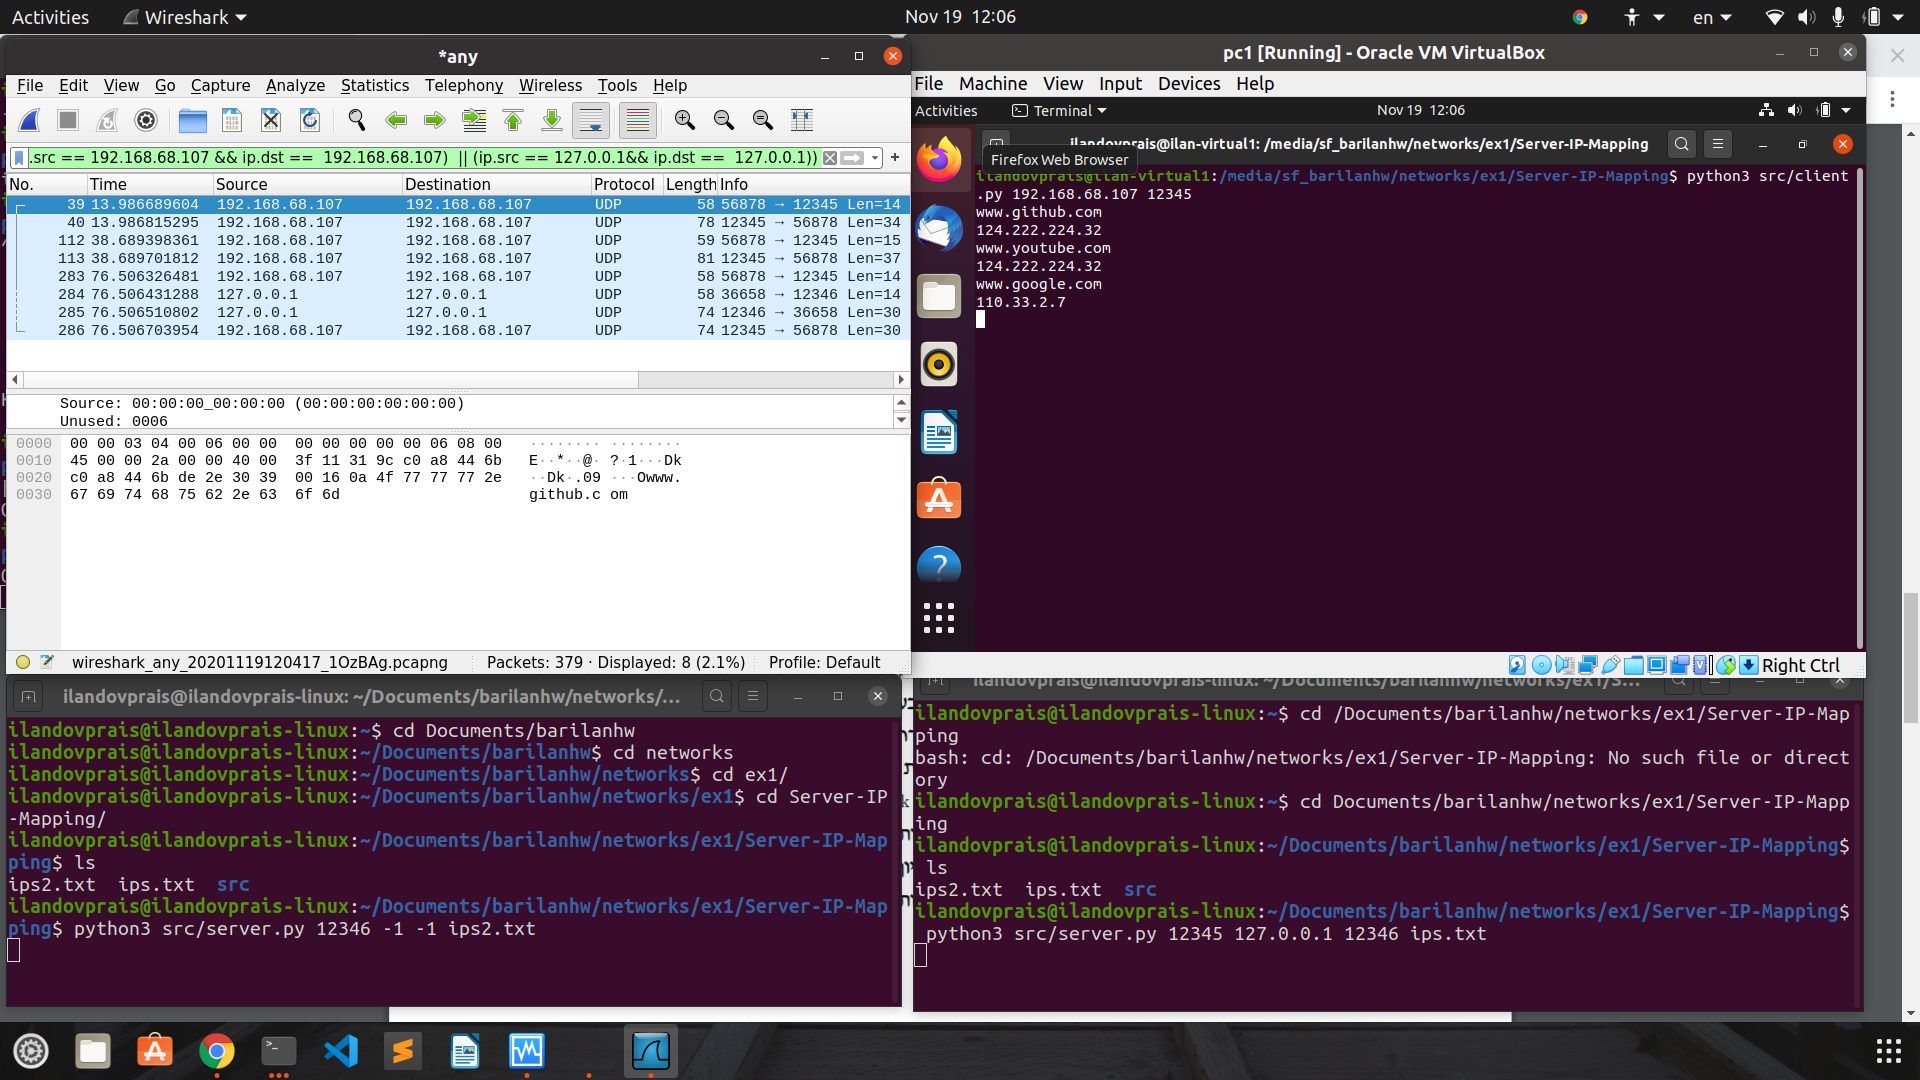 Activities
Wireshark
Nov 19 12:06
en
*any
File Edit View Go Capture Analyze Statistics Telephony Wireless Tools Help
.src == 192.168.68.107 && ip.dst ==  192.168.68.107)  || (ip.src == 127.0.0.1&& ip.dst ==  127.0.0.1))
No. Time Source Destination Protocol Length Info
39 13.986689604 192.168.68.107 192.168.68.107 UDP 58 56878 → 12345 Len=14
40 13.986815295 192.168.68.107 192.168.68.107 UDP 78 12345 → 56878 Len=34
112 38.689398361 192.168.68.107 192.168.68.107 UDP 59 56878 → 12345 Len=15
113 38.689701812 192.168.68.107 192.168.68.107 UDP 81 12345 → 56878 Len=37
283 76.506326481 192.168.68.107 192.168.68.107 UDP 58 56878 → 12345 Len=14
284 76.506431288 127.0.0.1 127.0.0.1 UDP 58 36658 → 12346 Len=14
285 76.506510802 127.0.0.1 127.0.0.1 UDP 74 12346 → 36658 Len=30
286 76.506703954 192.168.68.107 192.168.68.107 UDP 74 12345 → 56878 Len=30
Source: 00:00:00_00:00:00 (00:00:00:00:00:00)
Unused: 0006
0000 00 00 03 04 00 06 00 00  00 00 00 00 00 06 08 00 ········ ········
0010 45 00 00 2a 00 00 40 00  3f 11 31 9c c0 a8 44 6b E··*··@· ?·1···Dk
0020 c0 a8 44 6b de 2e 30 39  00 16 0a 4f 77 77 77 2e ··Dk·.09 ···Owww.
0030 67 69 74 68 75 62 2e 63  6f 6d github.c om
wireshark_any_20201119120417_1OzBAg.pcapng
Packets: 379 · Displayed: 8 (2.1%)
Profile: Default
pc1 [Running] - Oracle VM VirtualBox
File Machine View Input Devices Help
Activities
Terminal
Nov 19 12:06
ilandovprais@ilan-virtual1: /media/sf_barilanhw/networks/ex1/Server-IP-Mapping
Firefox Web Browser
ilandovprais@ilan-virtual1:/media/sf_barilanhw/networks/ex1/Server-IP-Mapping$ python3 src/client
.py 192.168.68.107 12345
www.github.com
124.222.224.32
www.youtube.com
124.222.224.32
www.google.com
110.33.2.7
Right Ctrl
ilandovprais@ilandovprais-linux: ~/Documents/barilanhw/networks/...
ilandovprais@ilandovprais-linux:~$ cd Documents/barilanhw
ilandovprais@ilandovprais-linux:~/Documents/barilanhw$ cd networks
ilandovprais@ilandovprais-linux:~/Documents/barilanhw/networks$ cd ex1/
ilandovprais@ilandovprais-linux:~/Documents/barilanhw/networks/ex1$ cd Server-IP
-Mapping/
ilandovprais@ilandovprais-linux:~/Documents/barilanhw/networks/ex1/Server-IP-Map
ping$ ls
ips2.txt  ips.txt  src
ilandovprais@ilandovprais-linux:~/Documents/barilanhw/networks/ex1/Server-IP-Map
ping$ python3 src/server.py 12346 -1 -1 ips2.txt
ilandovprais@ilandovprais-linux: ~/Documents/barilanhw/networks/ex1/S...
ilandovprais@ilandovprais-linux:~$ cd /Documents/barilanhw/networks/ex1/Server-IP-Map
ping
bash: cd: /Documents/barilanhw/networks/ex1/Server-IP-Mapping: No such file or direct
ory
ilandovprais@ilandovprais-linux:~$ cd Documents/barilanhw/networks/ex1/Server-IP-Mapp
ing
ilandovprais@ilandovprais-linux:~/Documents/barilanhw/networks/ex1/Server-IP-Mapping$
ls
ips2.txt  ips.txt  src
ilandovprais@ilandovprais-linux:~/Documents/barilanhw/networks/ex1/Server-IP-Mapping$
python3 src/server.py 12345 127.0.0.1 12346 ips.txt